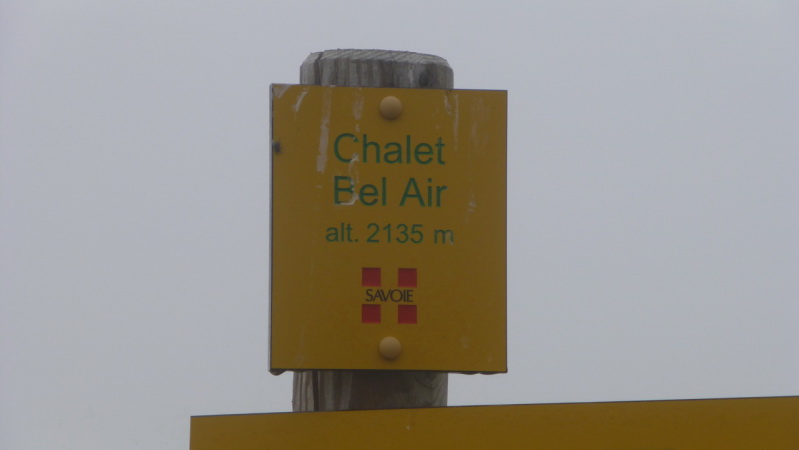 Chalet
Bel Air
alt. 2135 m
SAVOIE